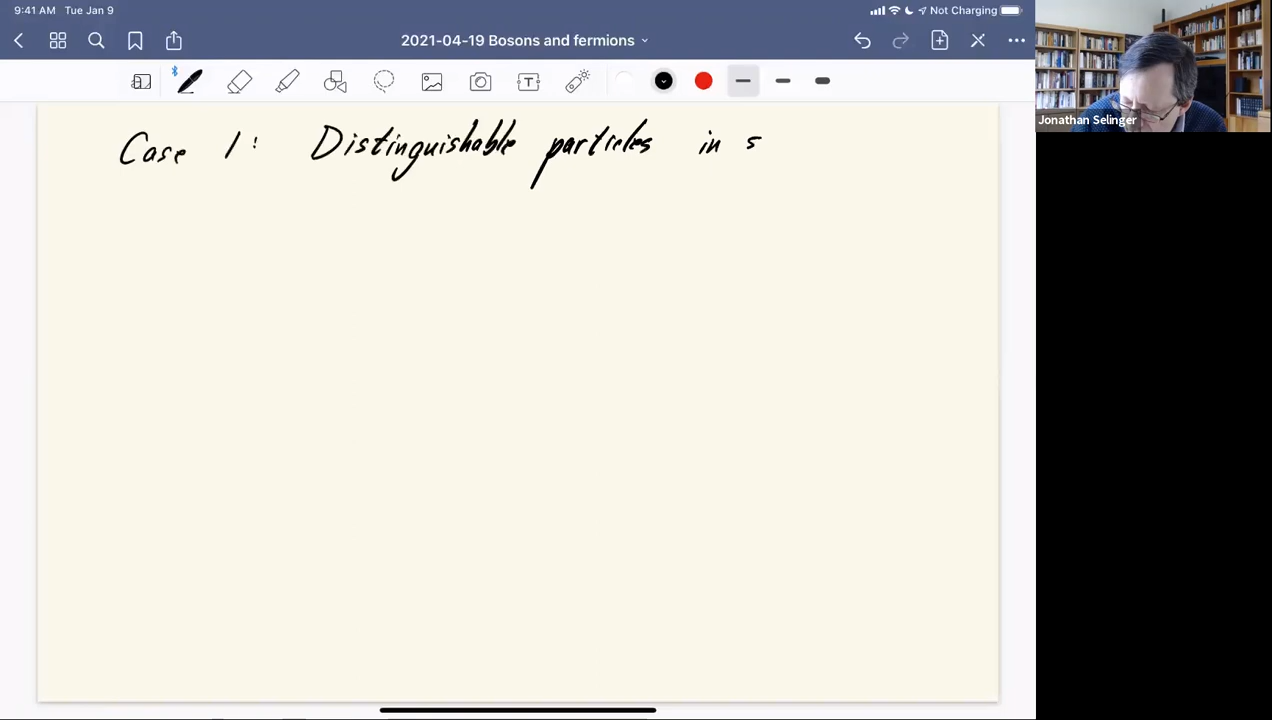 9:41 AM Tue Jan 9
Not Charging
2021-04-19 Bosons and fermions
T
Jonathan Selinger
Case 1: Distinguishable particles in s